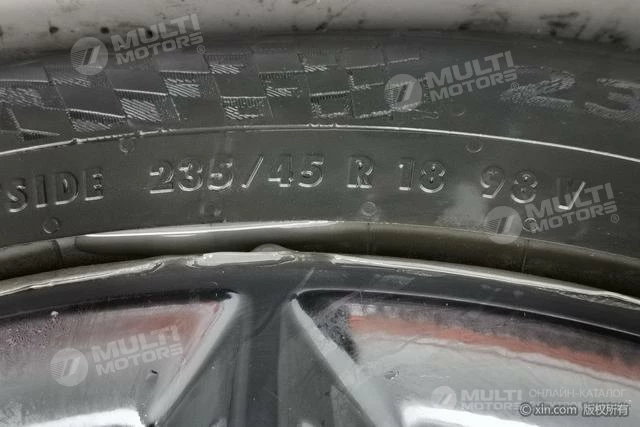 MULTI
MOTORS
MULTI
MOTORS
23
SIDE 235/45 R 18 98
MULTI
MOTORS
MULTI
MOTORS
MULTI ОНЛАЙН-КАТАЛОГ
@ xin.com 版权所有